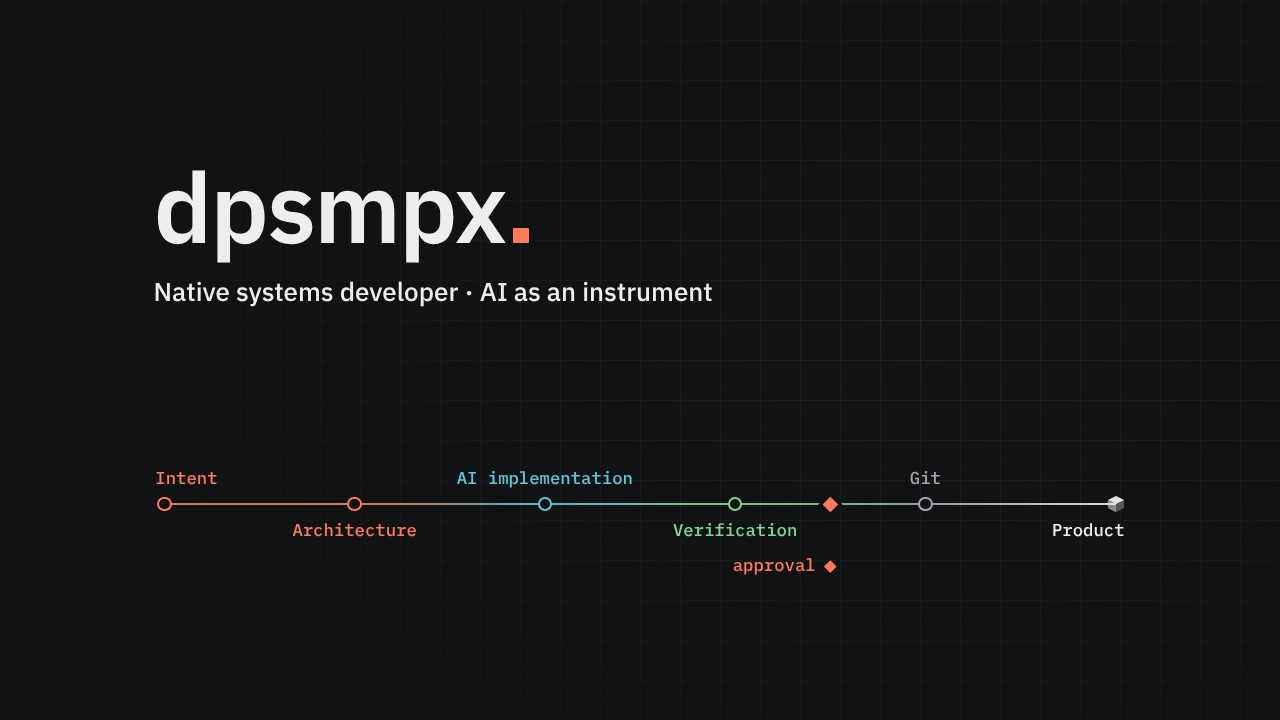 dpsmpx.
Native systems developer · AI as an instrument
Intent
AI implementation
Git
Architecture
Verification
Product
approval